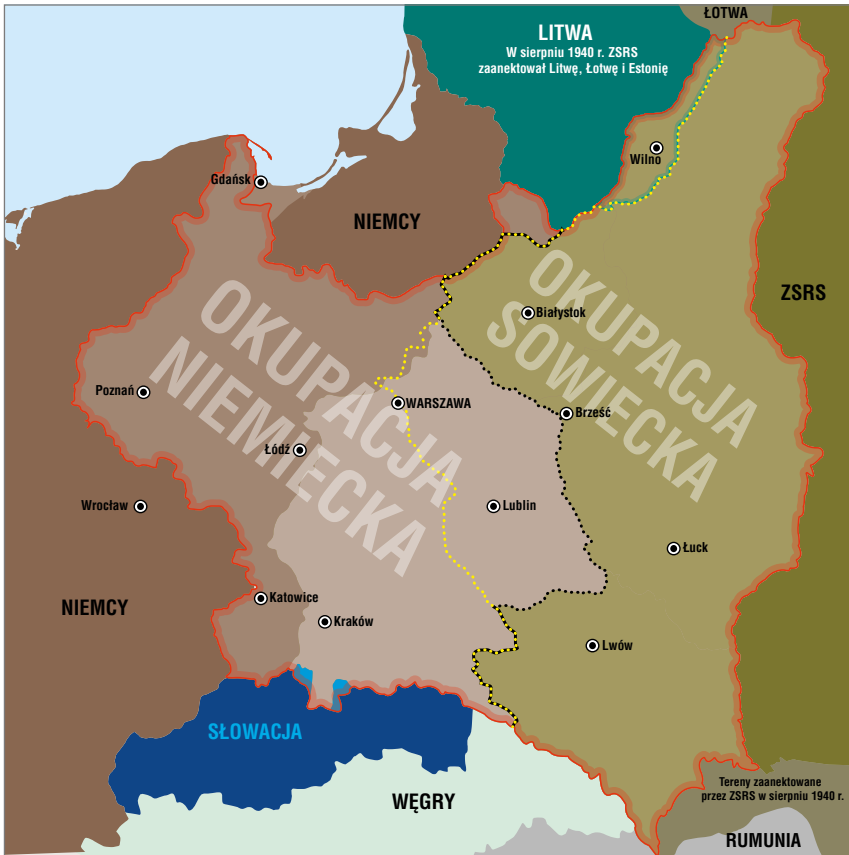 ŁOTWA
LITWA
W sierpniu 1940 r. ZSRS
zaanektował Litwę, Łotwę i Estonię
Wilno
Gdańsk
NIEMCY
ZSRS
OKUPACJA
SOWIECKA
Białystok
OKUPACJA
NIEMIECKA
Poznań
WARSZAWA
Brześć
Łódź
Wrocław
Lublin
Łuck
NIEMCY
Katowice
Kraków
Lwów
SŁOWACJA
Tereny zaanektowane
przez ZSRS w sierpniu 1940 r.
WĘGRY
RUMUNIA